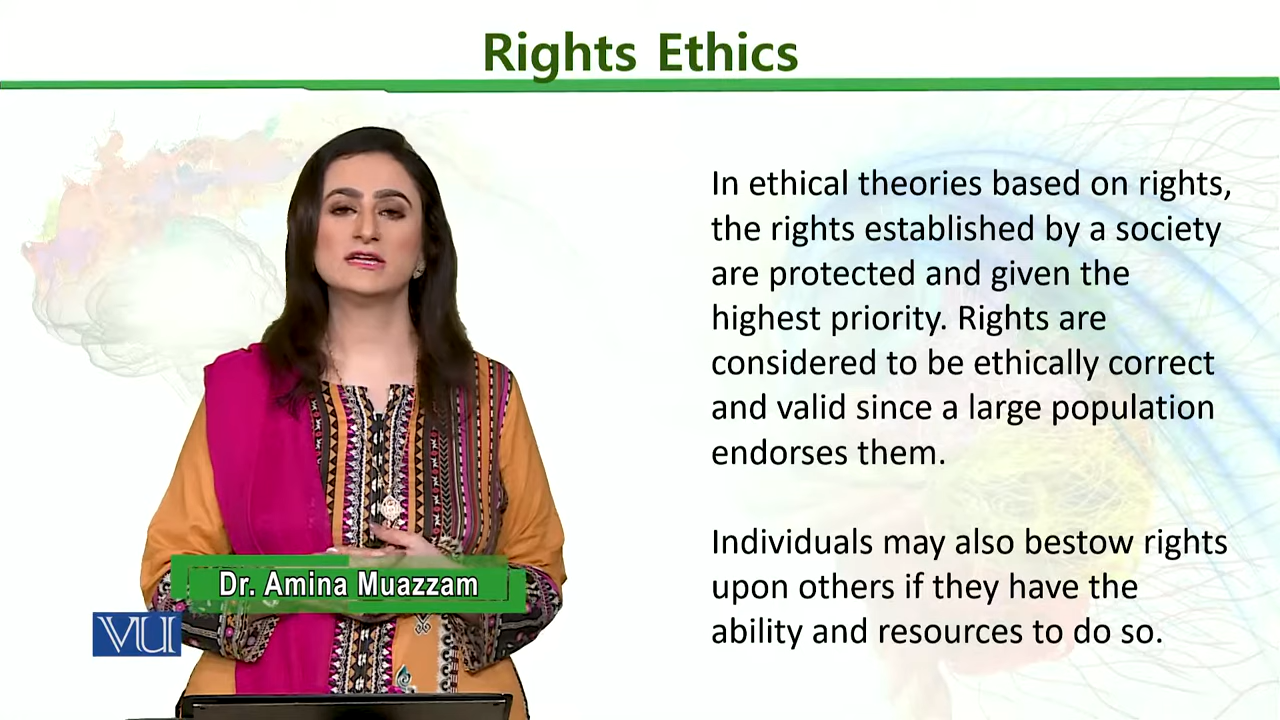 Rights Ethics
In ethical theories based on rights,
the rights established by a society
are protected and given the
highest priority. Rights are
considered to be ethically correct
and valid since a large population
endorses them.
Individuals may also bestow rights
upon others if they have the
ability and resources to do so.
Dr. Amina Muazzam
VU